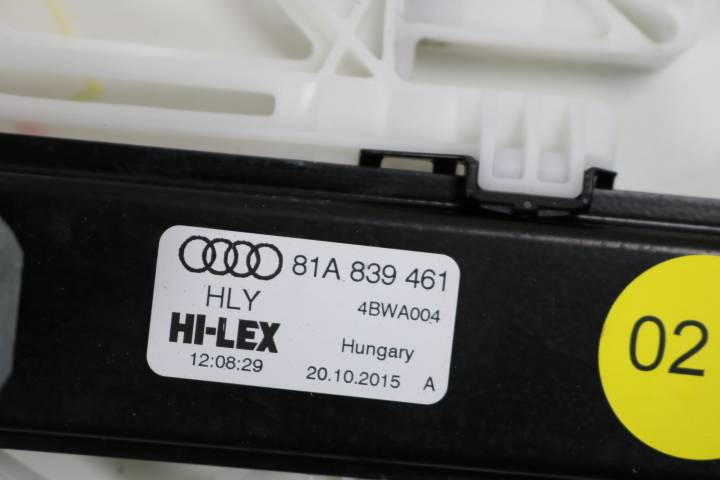 81A 839 461
HLY
4BWA004
HI-LEX
Hungary
12:08:29
20.10.2015 A
02